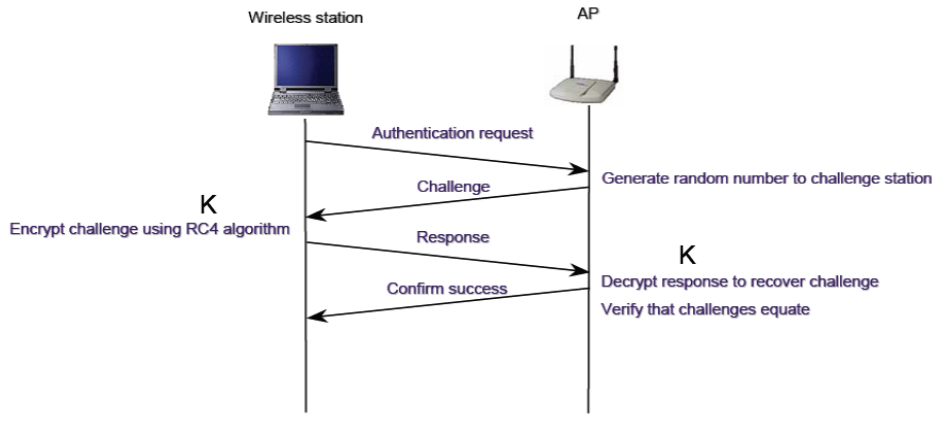 Wireless station
AP
Authentication request
Generate random number to challenge station
Challenge
K
Encrypt challenge using RC4 algorithm
Response
K
Decrypt response to recover challenge
Confirm success
Verify that challenges equate